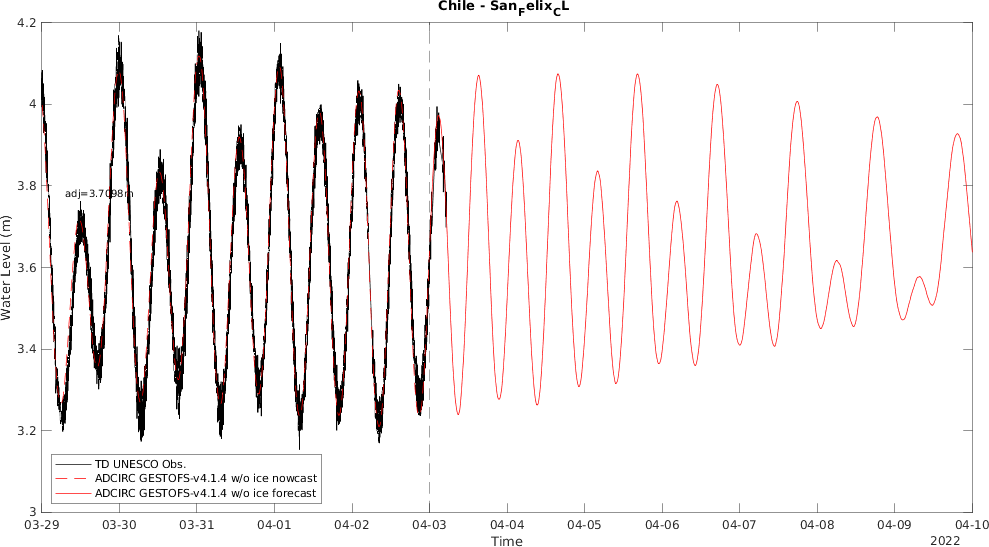 Chile - SanFelixCL
4.2
4
3.8
3.6
3.4
3.2
3
Water Level (m)
adj=3.7098m
TD UNESCO Obs.
ADCIRC GESTOFS-v4.1.4 w/o ice nowcast
ADCIRC GESTOFS-v4.1.4 w/o ice forecast
03-29 03-30 03-31 04-01 04-02 04-03 04-04 04-05 04-06 04-07 04-08 04-09 04-10
Time
2022